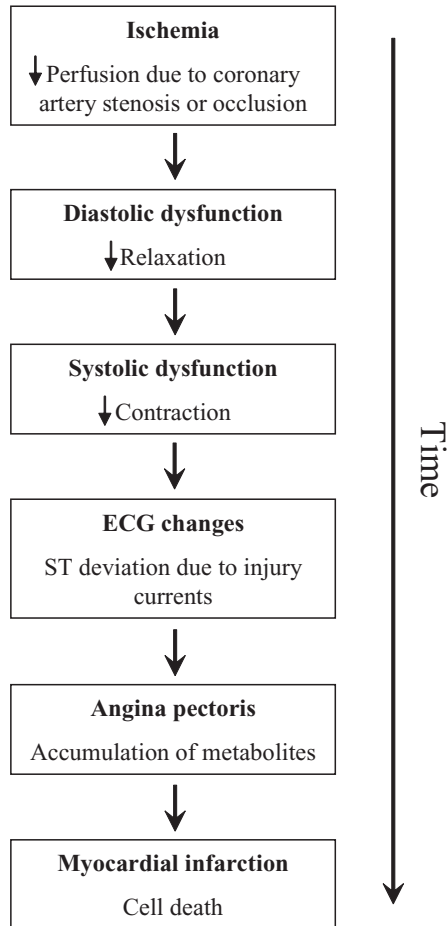 Ischemia
↓ Perfusion due to coronary
artery stenosis or occlusion
Diastolic dysfunction
↓ Relaxation
Systolic dysfunction
↓ Contraction
ECG changes
ST deviation due to injury
currents
Angina pectoris
Accumulation of metabolites
Myocardial infarction
Cell death
Time